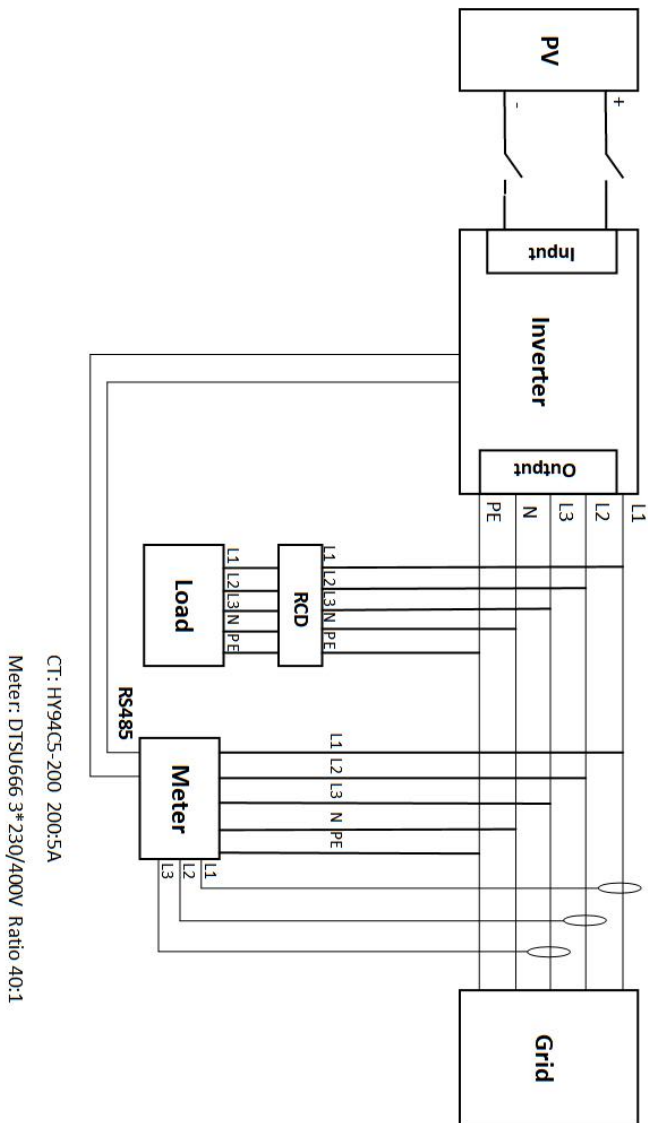 PV
+
-
Input
Inverter
Output
L1
L2
L3
N
PE
L1
L2
L3
N
PE
RCD
L1
L2
L3
N
PE
Load
RS485
L1
L2
L3
N
PE
Meter
L1
L2
L3
Grid
CT: HY94C5-200 200:5A
Meter: DTSU666 3*230/400V Ratio 40:1